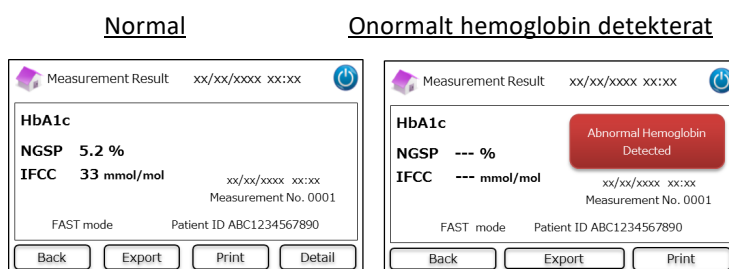 Normal
Measurement Result xx/xx/xxxx xx:xx
HbA1c
NGSP 5.2 %
IFCC 33 mmol/mol
xx/xx/xxxx xx:xx
Measurement No. 0001
FAST mode Patient ID ABC1234567890
Back Export Print Detail
Onormalt hemoglobin detekterat
Measurement Result xx/xx/xxxx xx:xx
HbA1c
Abnormal Hemoglobin
Detected
NGSP --- %
IFCC --- mmol/mol
xx/xx/xxxx xx:xx
Measurement No. 0001
FAST mode Patient ID ABC1234567890
Back Export Print